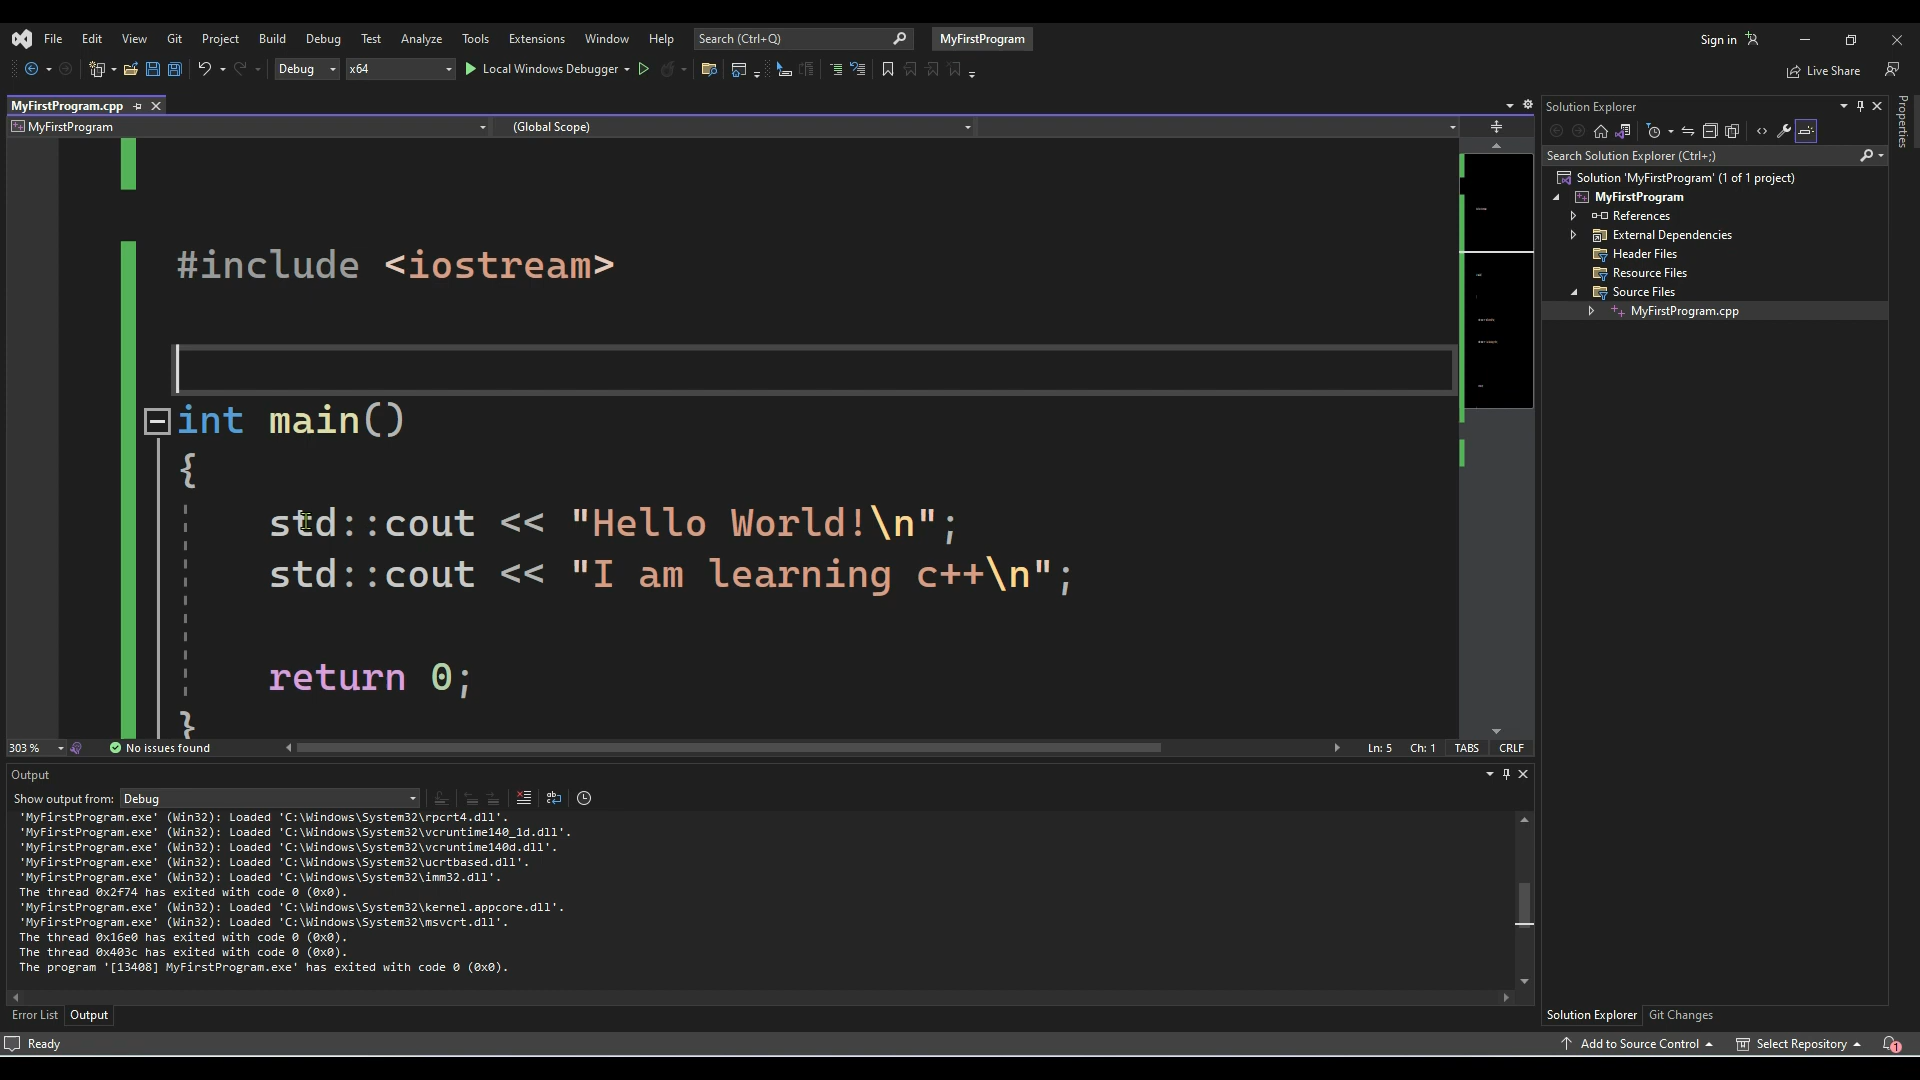 File Edit View Git Project Build Debug Test Analyze Tools Extensions Window Help Search (Ctrl+Q) MyFirstProgram Sign in
Debug x64 Local Windows Debugger Live Share
MyFirstProgram.cpp
MyFirstProgram (Global Scope)
#include <iostream>
int main()
{
std::cout << "Hello World!\n";
std::cout << "I am learning c++\n";
return 0;
}
303 % No issues found Ln: 5 Ch: 1 TABS CRLF
Solution Explorer
Search Solution Explorer (Ctrl+;)
Solution 'MyFirstProgram' (1 of 1 project)
MyFirstProgram
References
External Dependencies
Header Files
Resource Files
Source Files
MyFirstProgram.cpp
Properties
Output
Show output from: Debug
'MyFirstProgram.exe' (Win32): Loaded 'C:\Windows\System32\rpcrt4.dll'.
'MyFirstProgram.exe' (Win32): Loaded 'C:\Windows\System32\vcruntime140_1d.dll'.
'MyFirstProgram.exe' (Win32): Loaded 'C:\Windows\System32\vcruntime140d.dll'.
'MyFirstProgram.exe' (Win32): Loaded 'C:\Windows\System32\ucrtbased.dll'.
'MyFirstProgram.exe' (Win32): Loaded 'C:\Windows\System32\imm32.dll'.
The thread 0x2f74 has exited with code 0 (0x0).
'MyFirstProgram.exe' (Win32): Loaded 'C:\Windows\System32\kernel.appcore.dll'.
'MyFirstProgram.exe' (Win32): Loaded 'C:\Windows\System32\msvcrt.dll'.
The thread 0x16e0 has exited with code 0 (0x0).
The thread 0x403c has exited with code 0 (0x0).
The program '[13408] MyFirstProgram.exe' has exited with code 0 (0x0).
Error List Output
Solution Explorer Git Changes
Ready Add to Source Control Select Repository 1